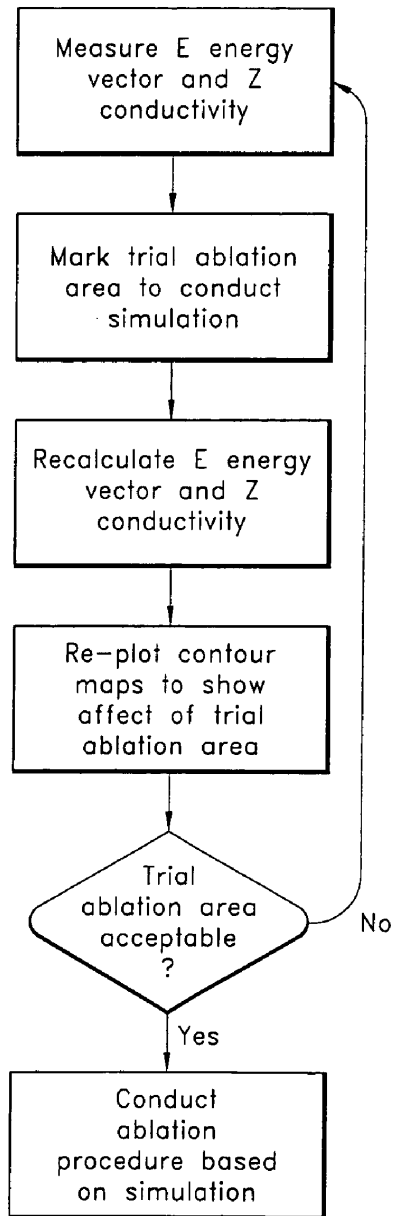 Measure E energy
vector and Z
conductivity
Mark trial ablation
area to conduct
simulation
Recalculate E energy
vector and Z
conductivity
Re-plot contour
maps to show
affect of trial
ablation area
Trial
ablation area
acceptable
?
No
Yes
Conduct
ablation
procedure based
on simulation